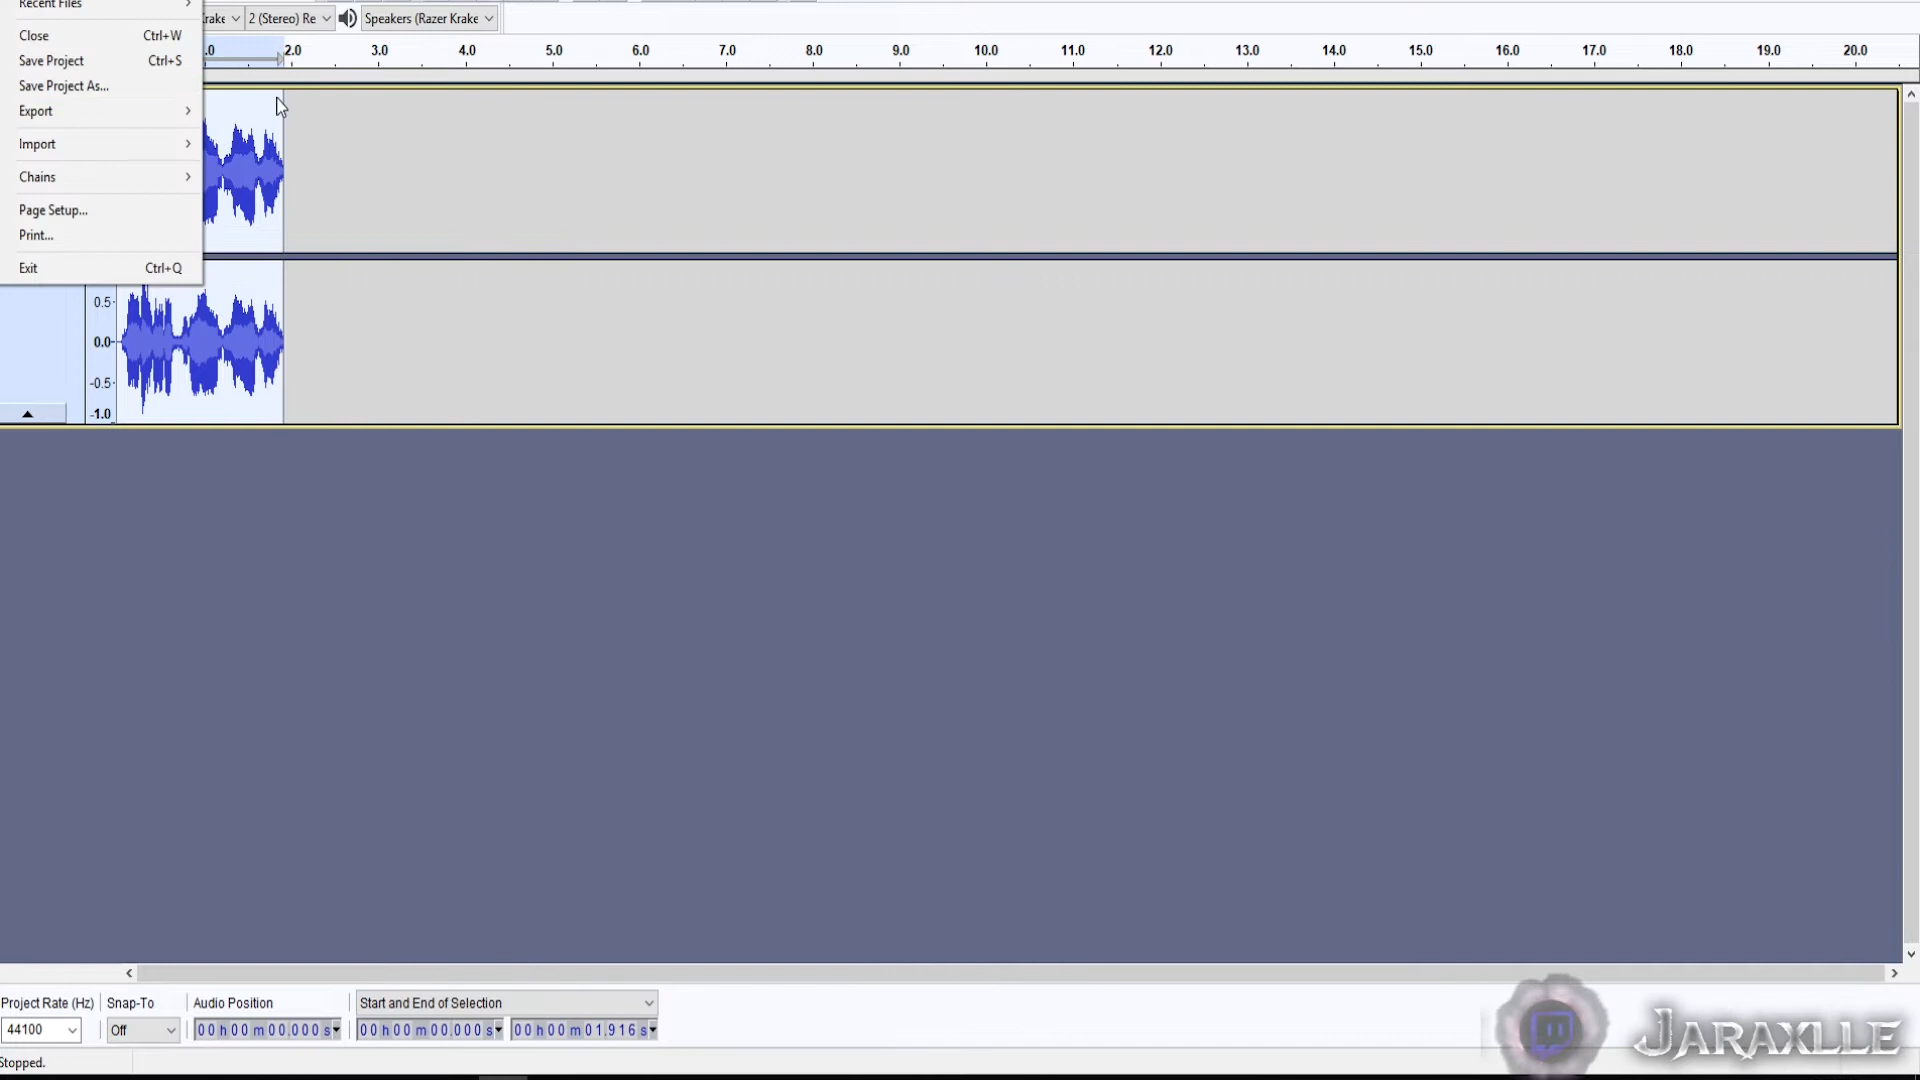 Recent Files
Close Ctrl+W
Save Project Ctrl+S
Save Project As...
Export
Import
Chains
Page Setup...
Print...
Exit Ctrl+Q
rake 2 (Stereo) Re Speakers (Razer Krake
.0 2.0 3.0 4.0 5.0 6.0 7.0 8.0 9.0 10.0 11.0 12.0 13.0 14.0 15.0 16.0 17.0 18.0 19.0 20.0
0.5
0.0
-0.5
-1.0
Project Rate (Hz) Snap-To Audio Position Start and End of Selection
44100 Off 00 h 00 m 00.000 s 00 h 00 m 00.000 s 00 h 00 m 01.916 s
Stopped.
JARAXLLE